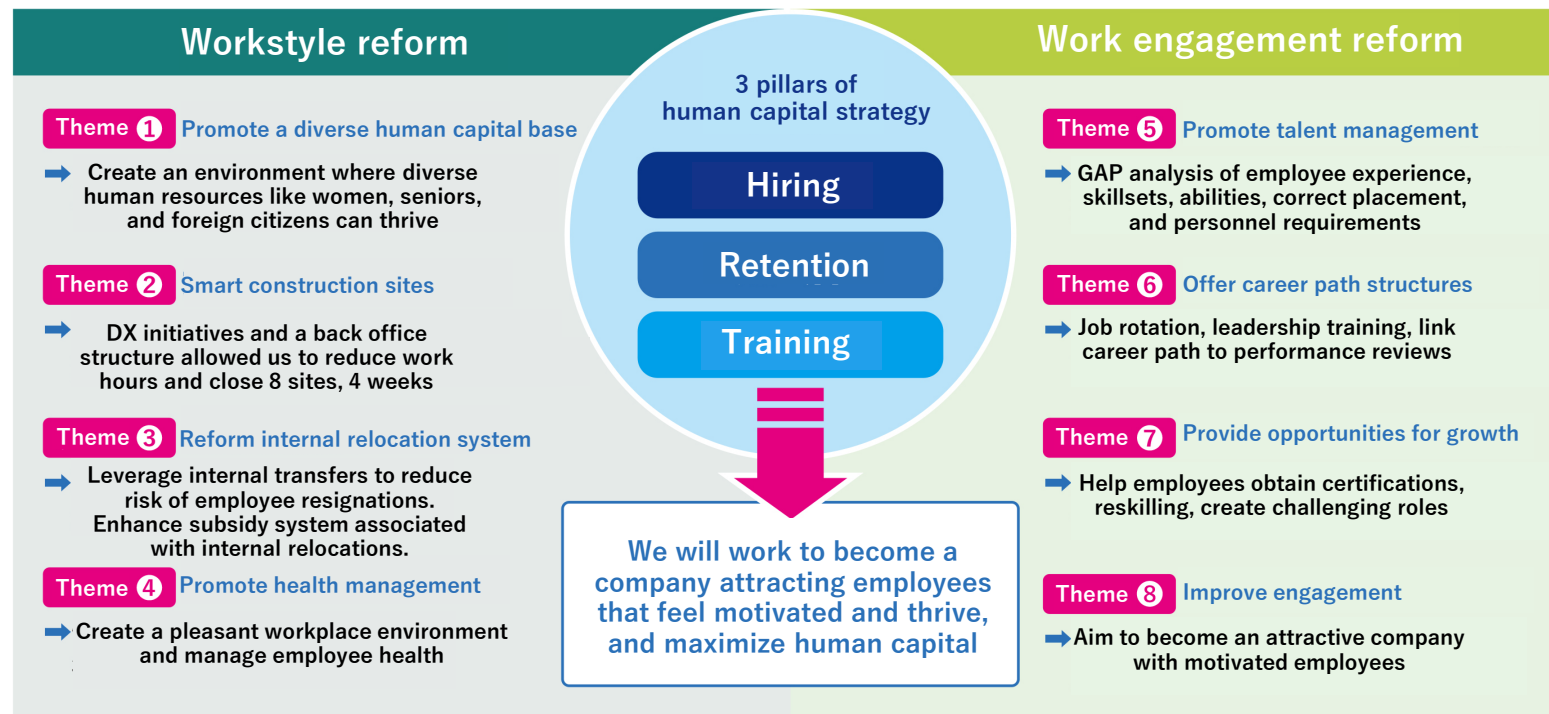 Workstyle reform
Theme 1 Promote a diverse human capital base
Create an environment where diverse
human resources like women, seniors,
and foreign citizens can thrive
Theme 2 Smart construction sites
DX initiatives and a back office
structure allowed us to reduce work
hours and close 8 sites, 4 weeks
Theme 3 Reform internal relocation system
Leverage internal transfers to reduce
risk of employee resignations.
Enhance subsidy system associated
with internal relocations.
Theme 4 Promote health management
Create a pleasant workplace environment
and manage employee health
3 pillars of
human capital strategy
Hiring
Retention
Training
We will work to become a
company attracting employees
that feel motivated and thrive,
and maximize human capital
Work engagement reform
Theme 5 Promote talent management
GAP analysis of employee experience,
skillsets, abilities, correct placement,
and personnel requirements
Theme 6 Offer career path structures
Job rotation, leadership training, link
career path to performance reviews
Theme 7 Provide opportunities for growth
Help employees obtain certifications,
reskilling, create challenging roles
Theme 8 Improve engagement
Aim to become an attractive company
with motivated employees